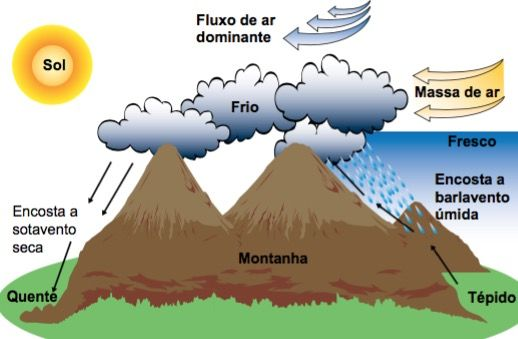 Fluxo de ar
dominante
Sol
Massa de ar
Frio
Fresco
Encosta a
barlavento
úmida
Encosta a
sotavento
seca
Montanha
Quente
Tépido